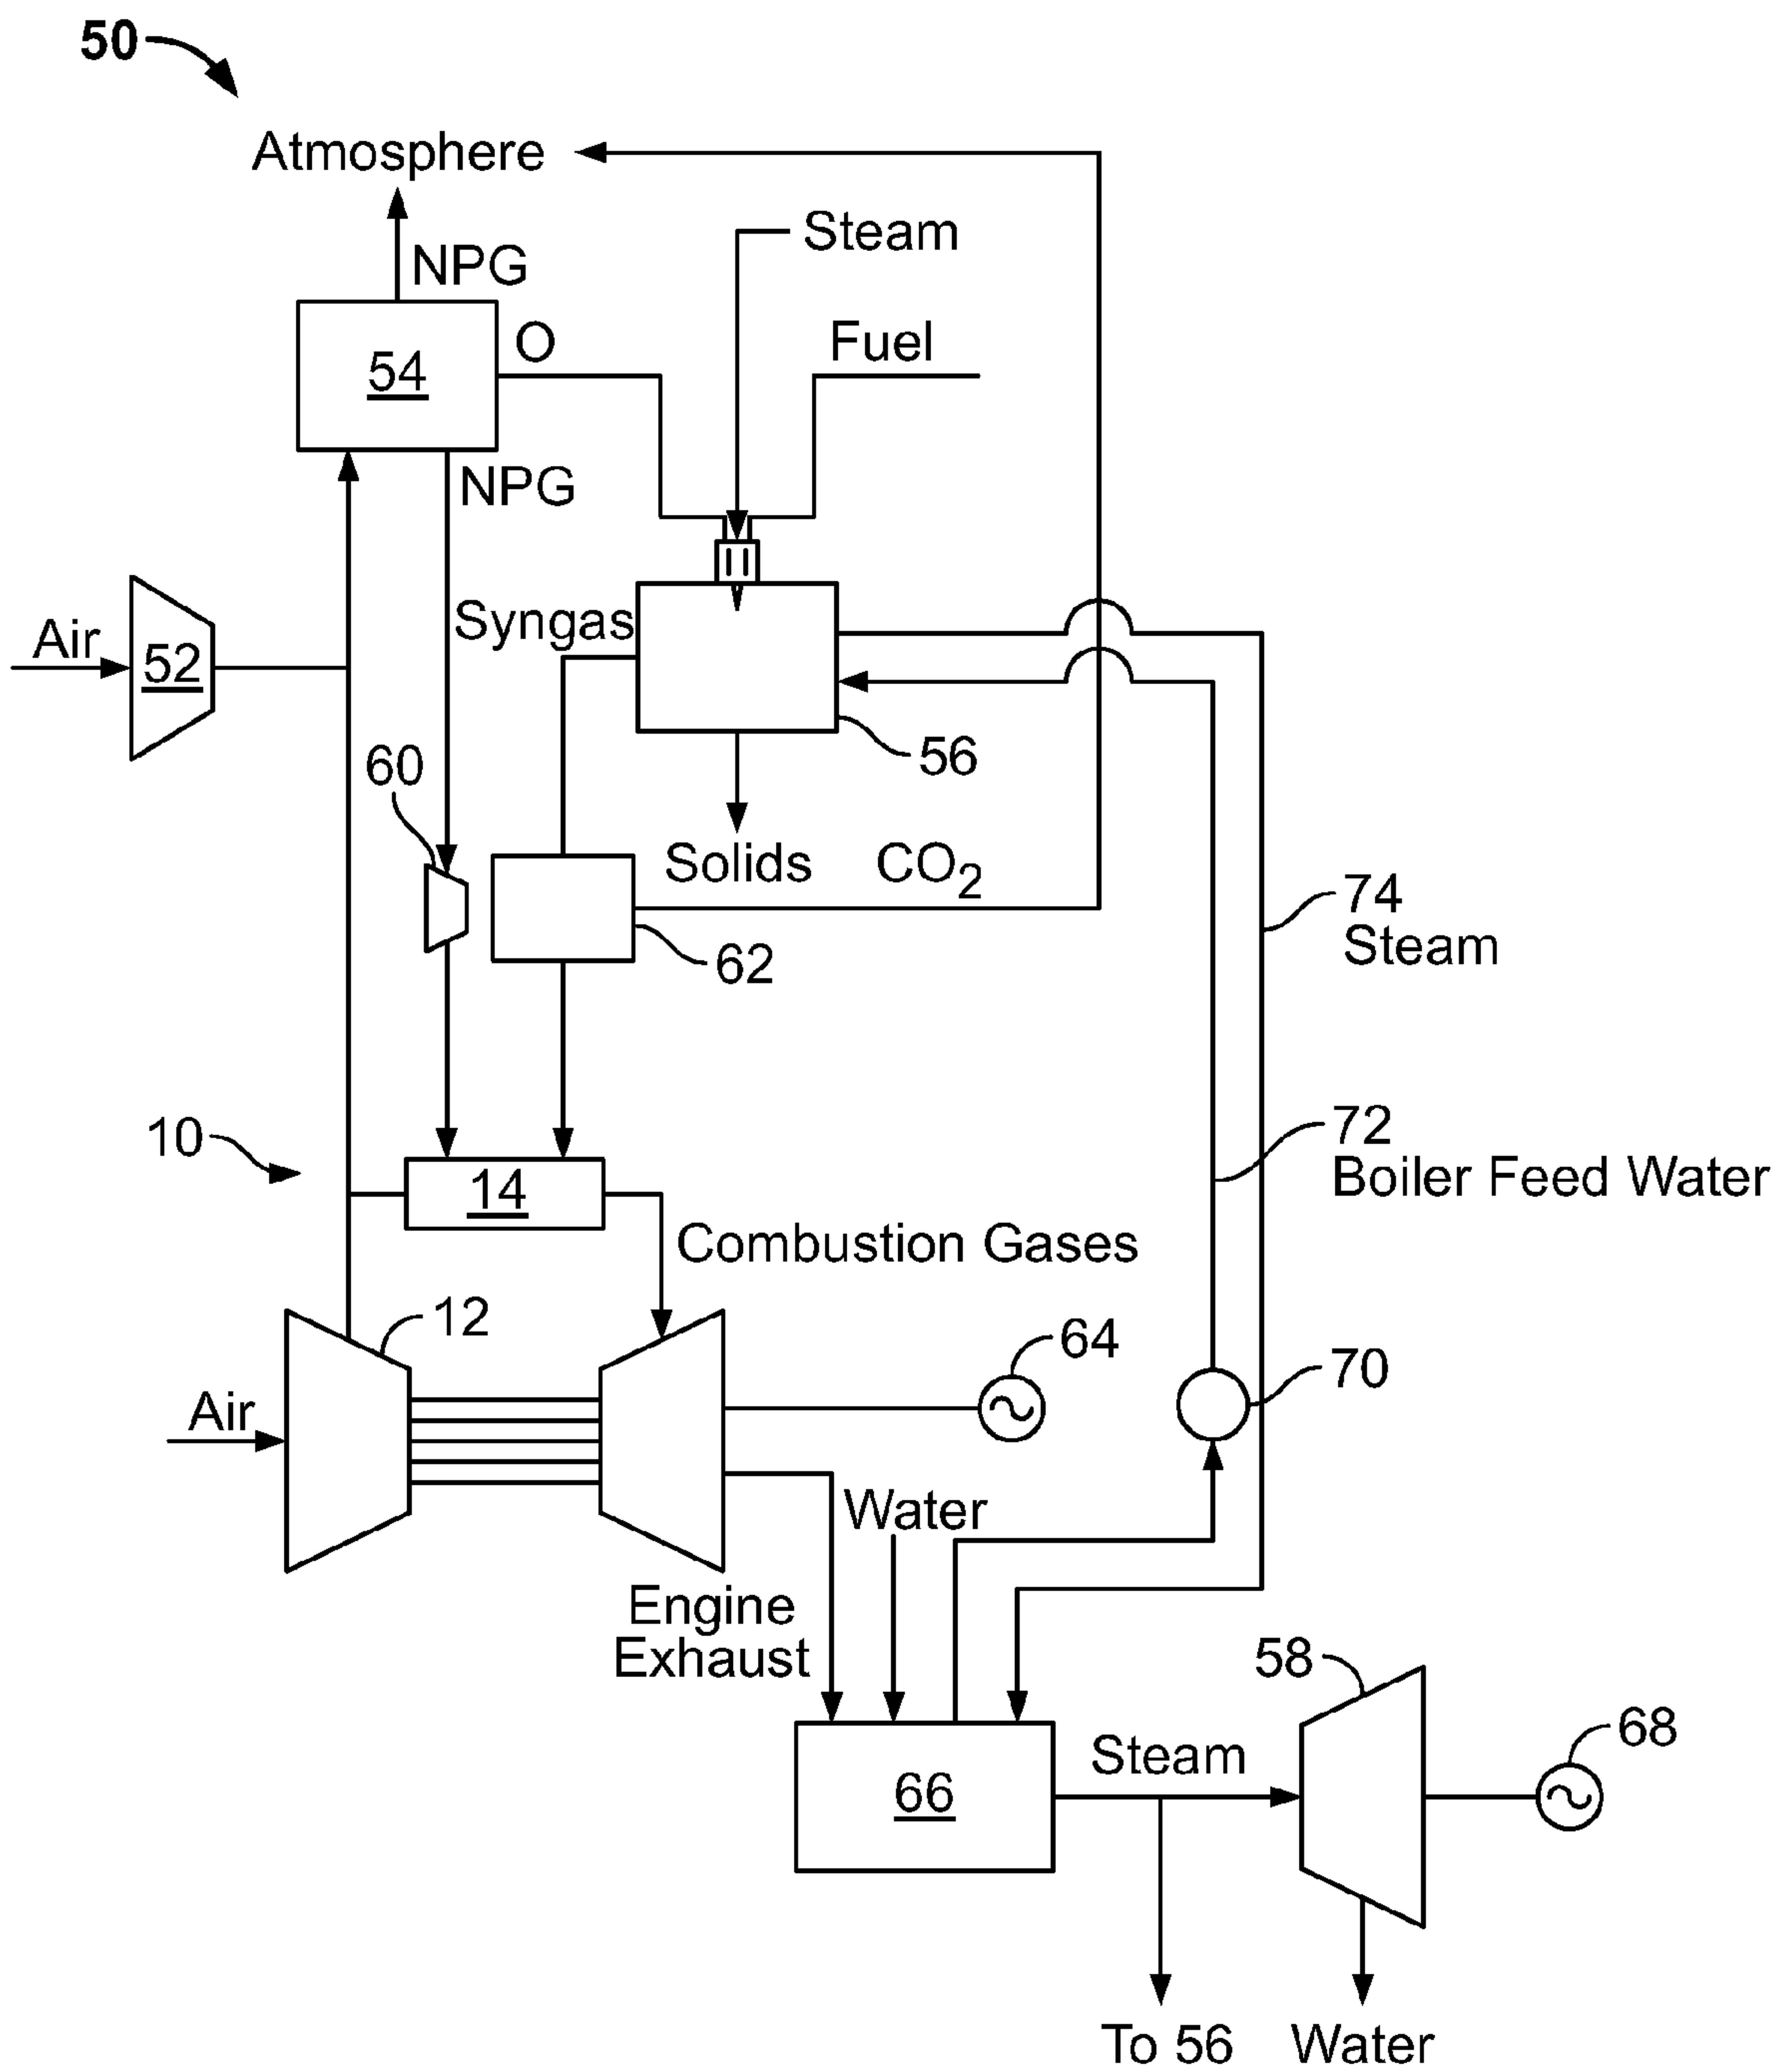 50
Atmosphere
Steam
NPG
O
Fuel
54
NPG
Syngas
Air
52
56
60
Solids
CO₂
74
Steam
62
10
14
72
Boiler Feed Water
Combustion Gases
12
64
70
Air
Water
Engine
Exhaust
58
68
Steam
66
To 56
Water